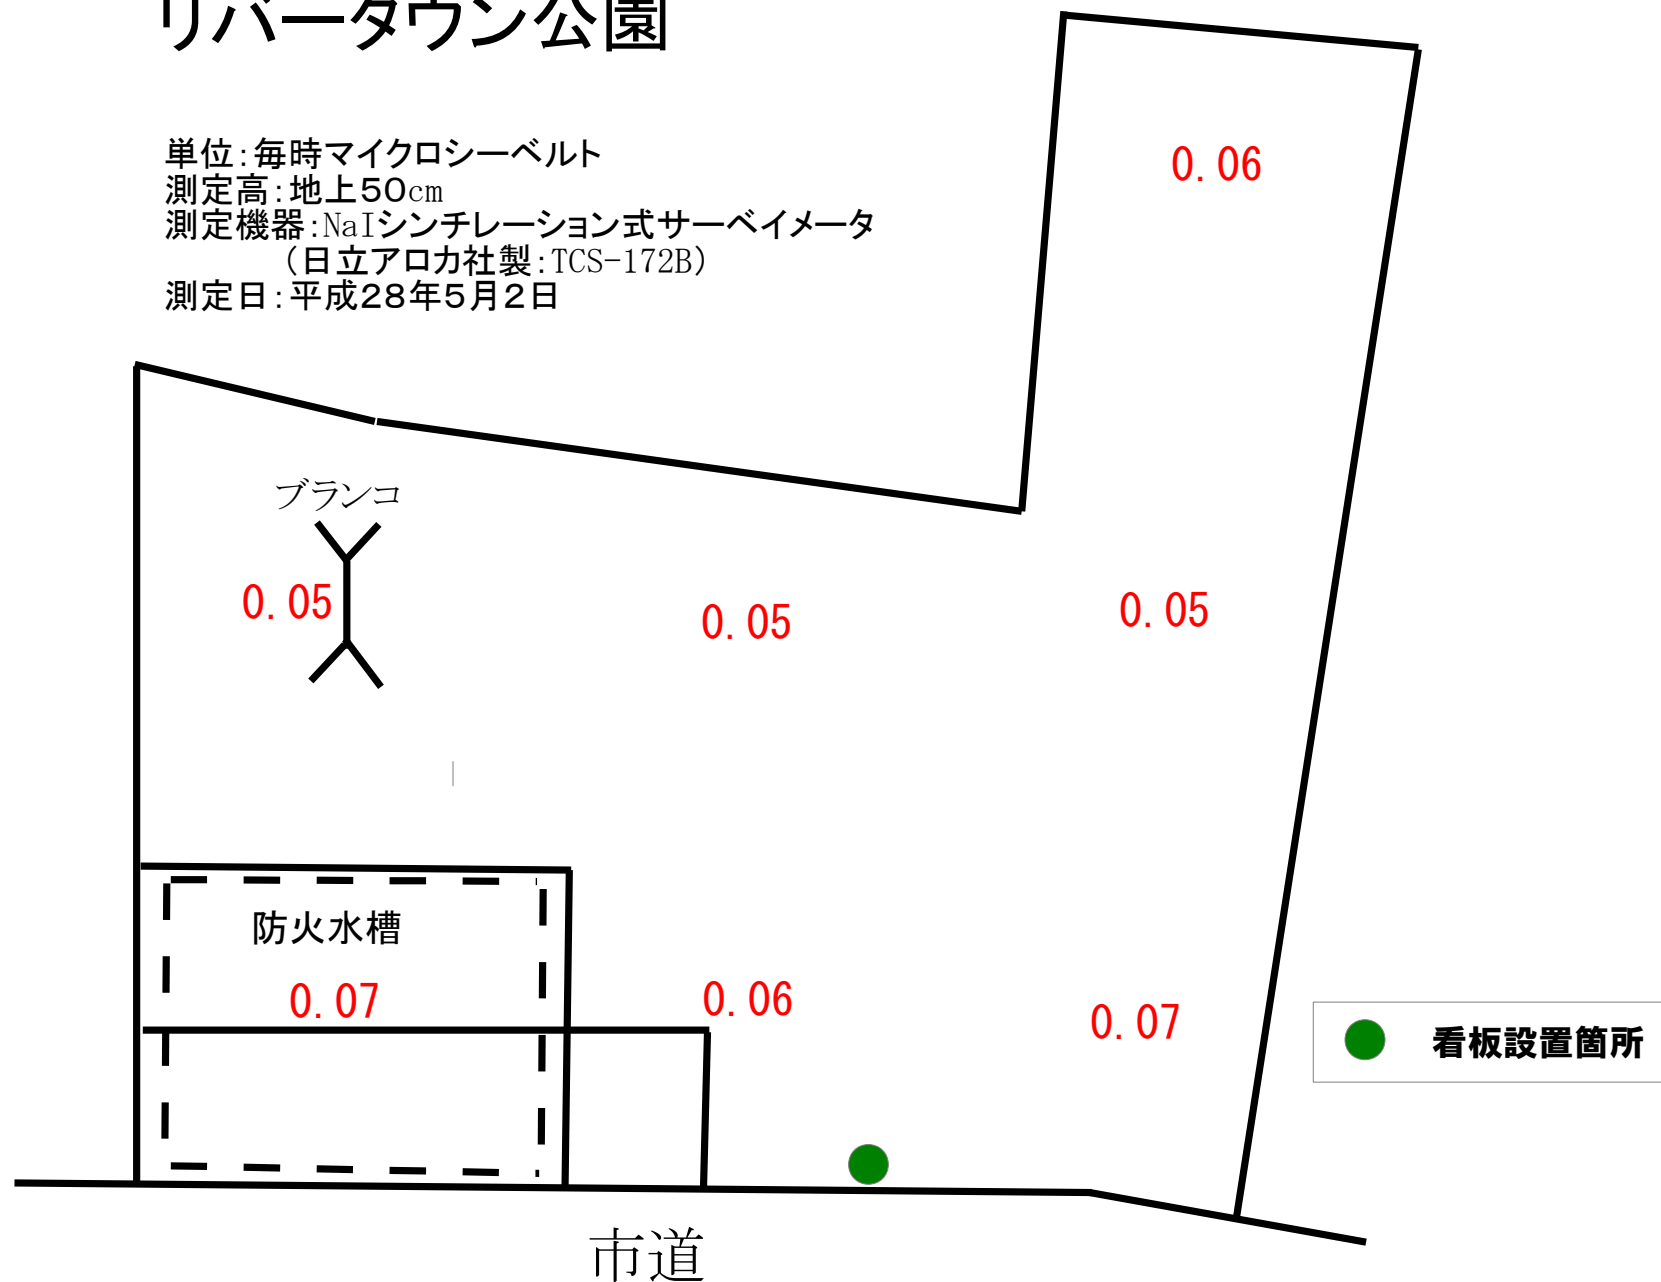 リバータウン公園
単位：毎時マイクロシーベルト
測定高：地上50cm
測定機器：NaIシンチレーション式サーベイメータ
（日立アロカ社製：TCS-172B）
測定日：平成28年5月2日
0.06
ブランコ
0.05
0.05
0.05
防火水槽
0.07
0.06
0.07
看板設置箇所
市道